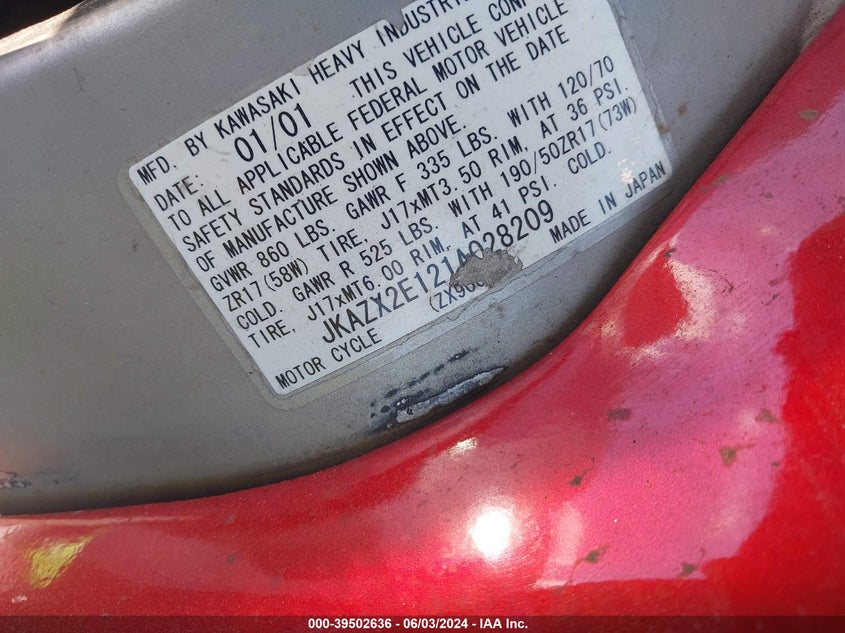 MFD. BY KAWASAKI HEAVY
DATE: 01/01 THIS VEHICLE
TO ALL APPLICABLE FEDERAL MOTOR VEHICLE
SAFETY STANDARDS IN EFFECT ON THE DATE
OF MANUFACTURE SHOWN ABOVE.
GVWR 860 LBS. GAWR F 335 LBS. WITH 120/70
ZR17(58W) TIRE, J17xMT3.50 RIM, AT 36 PSI.
COLD. GAWR R 525 LBS. WITH 190/50ZR17(73W)
TIRE, J17xMT6.00 RIM, AT 41 PSI. COLD.
JKAZX2E121A028209
MOTOR CYCLE MADE IN JAPAN
000-39502636 - 06/03/2024 - IAA Inc.